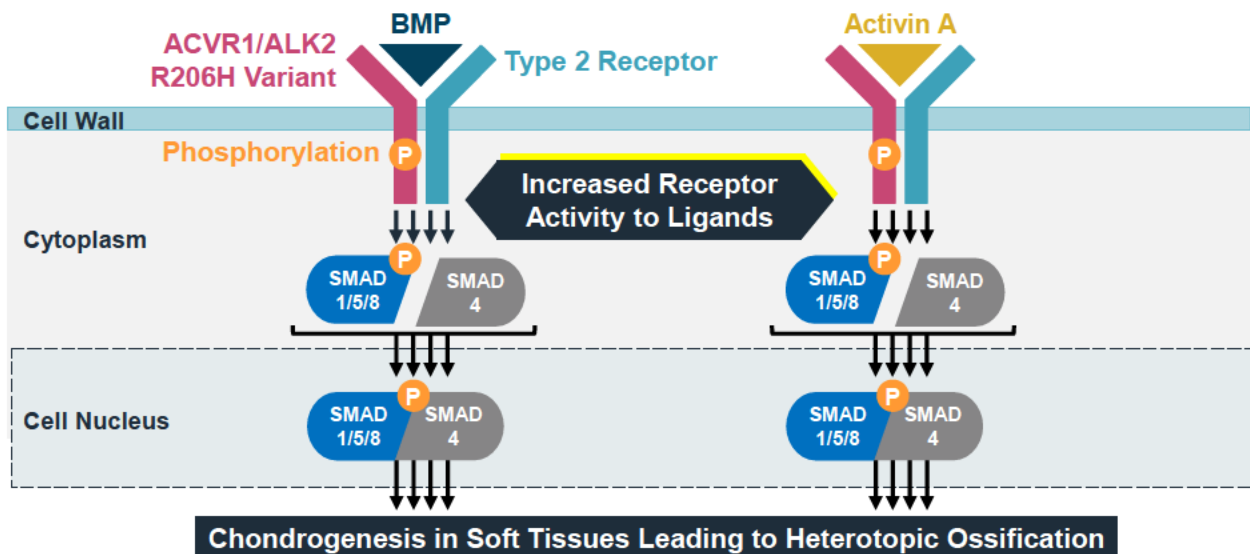 BMP
Activin A
ACVR1/ALK2
R206H Variant
Type 2 Receptor
Cell Wall
Phosphorylation
P
P
Increased Receptor
Activity to Ligands
Cytoplasm
P
SMAD
1/5/8
SMAD
4
P
SMAD
1/5/8
SMAD
4
Cell Nucleus
P
SMAD
1/5/8
SMAD
4
P
SMAD
1/5/8
SMAD
4
Chondrogenesis in Soft Tissues Leading to Heterotopic Ossification